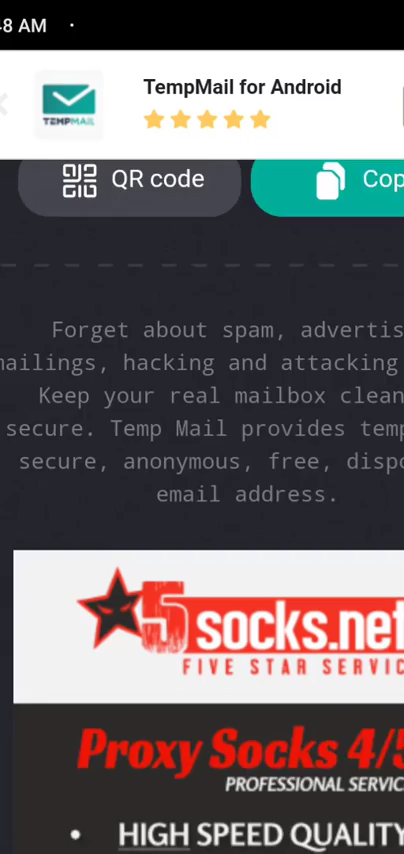 8 AM
TempMail for Android
TEMPMAIL
QR code
Cop
Forget about spam, advertis
mailings, hacking and attacking
Keep your real mailbox clean
secure. Temp Mail provides temp
secure, anonymous, free, dispo
email address.
5socks.net
FIVE STAR SERVIC
Proxy Socks 4/5
PROFESSIONAL SERVIC
• HIGH SPEED QUALITY